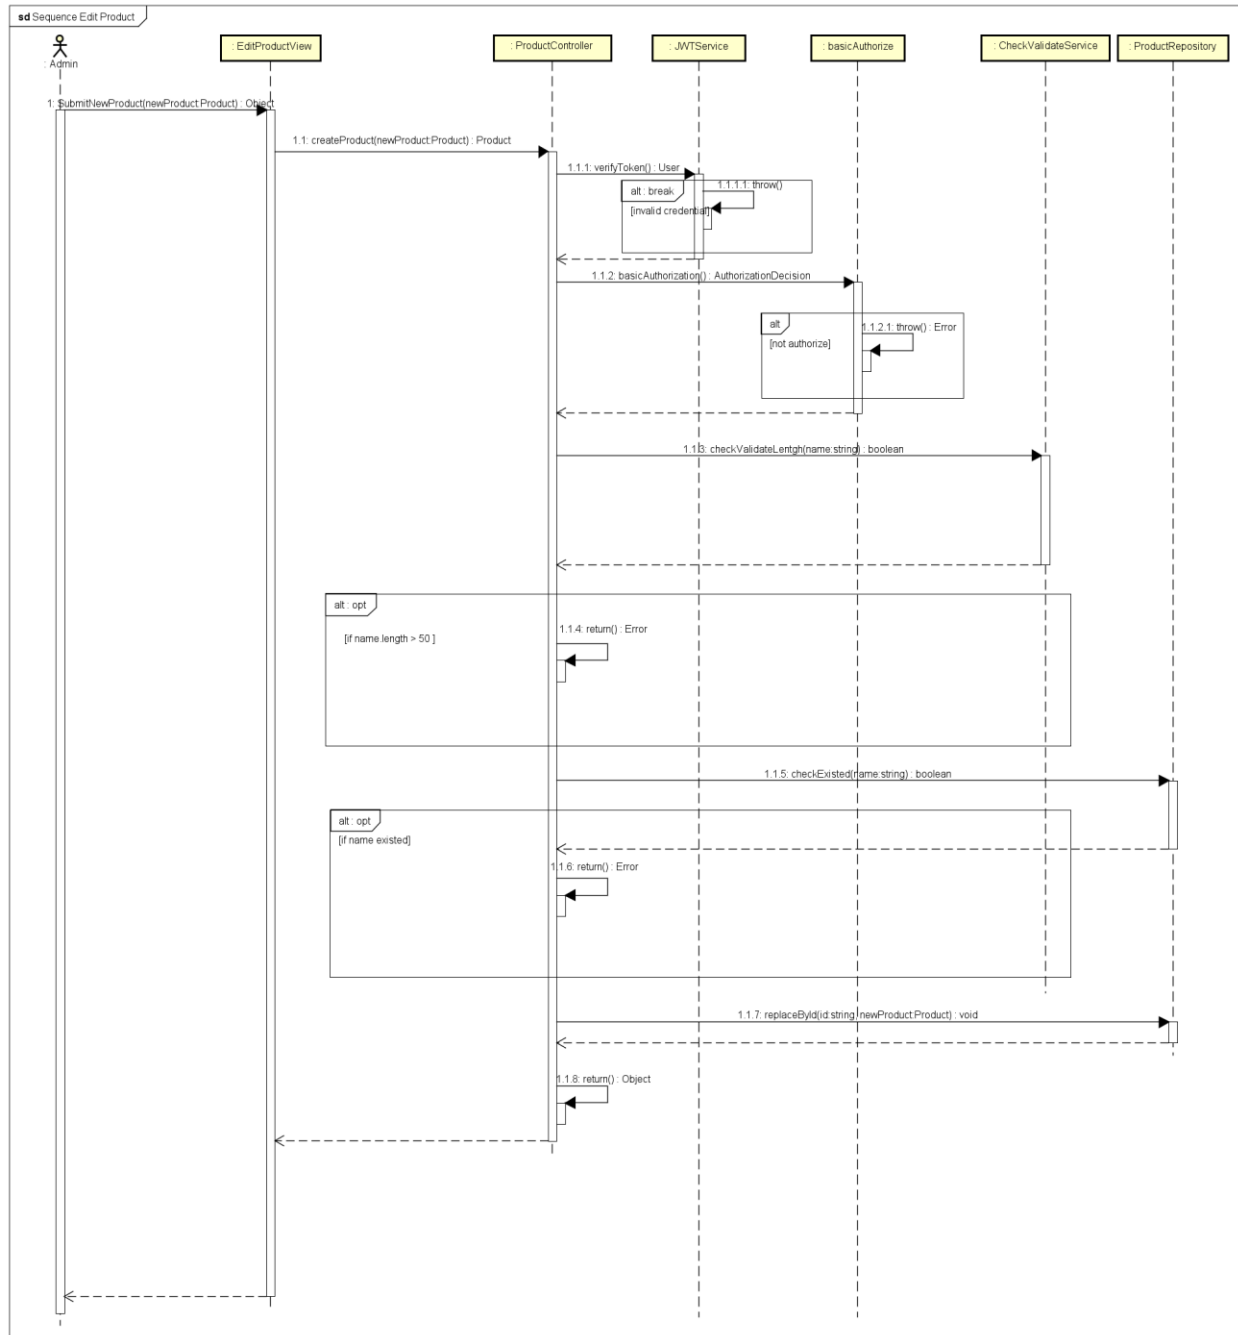 sd Sequence Edit Product
: Admin
: EditProductView
: ProductController
: JWTService
: basicAuthorize
: CheckValidateService
: ProductRepository
1: SubmitNewProduct(newProduct:Product) : Object
1.1: createProduct(newProduct:Product) : Product
1.1.1: verifyToken() : User
alt : break
1.1.1.1: throw()
[invalid credential]
1.1.2: basicAuthorization() : AuthorizationDecision
alt
1.1.2.1: throw() : Error
[not authorize]
1.1.3: checkValidateLentgh(name:string) : boolean
alt : opt
1.1.4: return() : Error
[if name.length > 50 ]
1.1.5: checkExisted(name:string) : boolean
alt : opt
[if name existed]
1.1.6: return() : Error
1.1.7: replaceById(id:string, newProduct:Product) : void
1.1.8: return() : Object